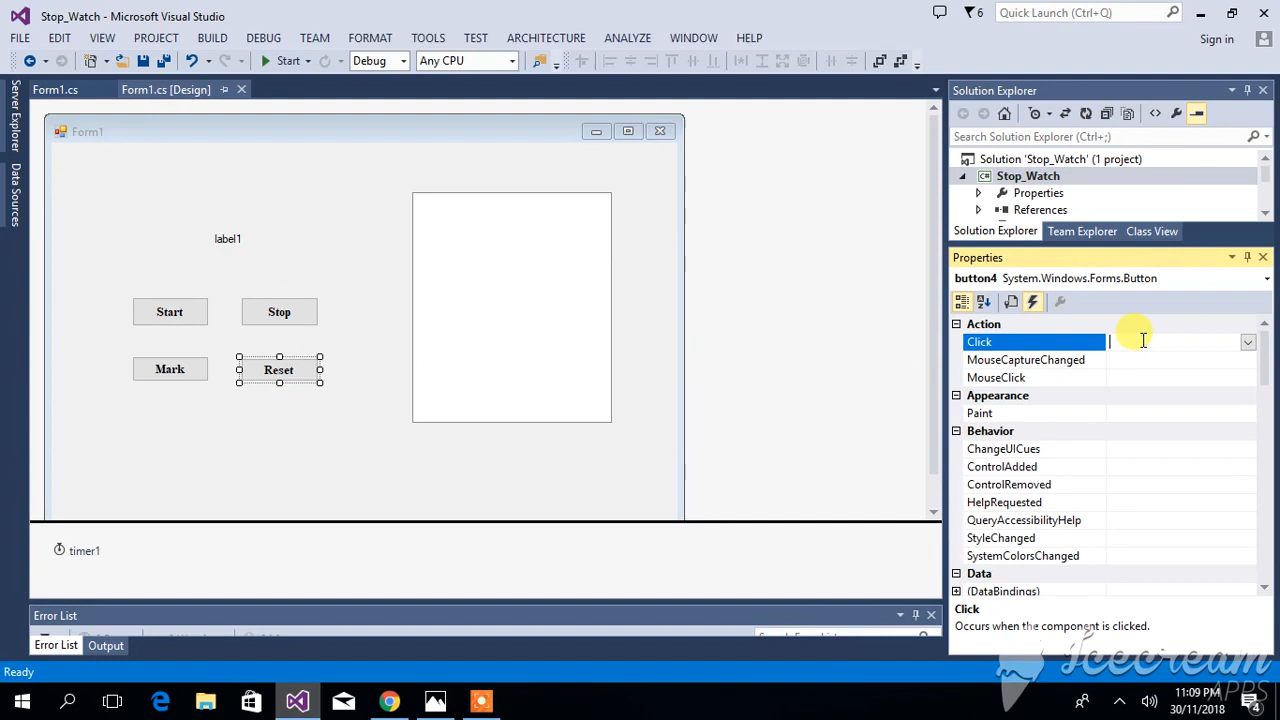 Stop_Watch - Microsoft Visual Studio
6
Quick Launch (Ctrl+Q)
FILE EDIT VIEW PROJECT BUILD DEBUG TEAM FORMAT TOOLS TEST ARCHITECTURE ANALYZE WINDOW HELP
Sign in
Start
Debug
Any CPU
Server Explorer
Data Sources
Form1.cs
Form1.cs [Design]
Form1
label1
Start
Stop
Mark
Reset
timer1
Error List
Error List
Output
Solution Explorer
Search Solution Explorer (Ctrl+;)
Solution 'Stop_Watch' (1 project)
C#
Stop_Watch
Properties
References
Solution Explorer
Team Explorer
Class View
Properties
button4 System.Windows.Forms.Button
Action
Click
MouseCaptureChanged
MouseClick
Appearance
Paint
Behavior
ChangeUICues
ControlAdded
ControlRemoved
HelpRequested
QueryAccessibilityHelp
StyleChanged
SystemColorsChanged
Data
(DataBindings)
Click
Occurs when the component is clicked.
Ready
Icecream
APPS
11:09 PM
30/11/2018
4